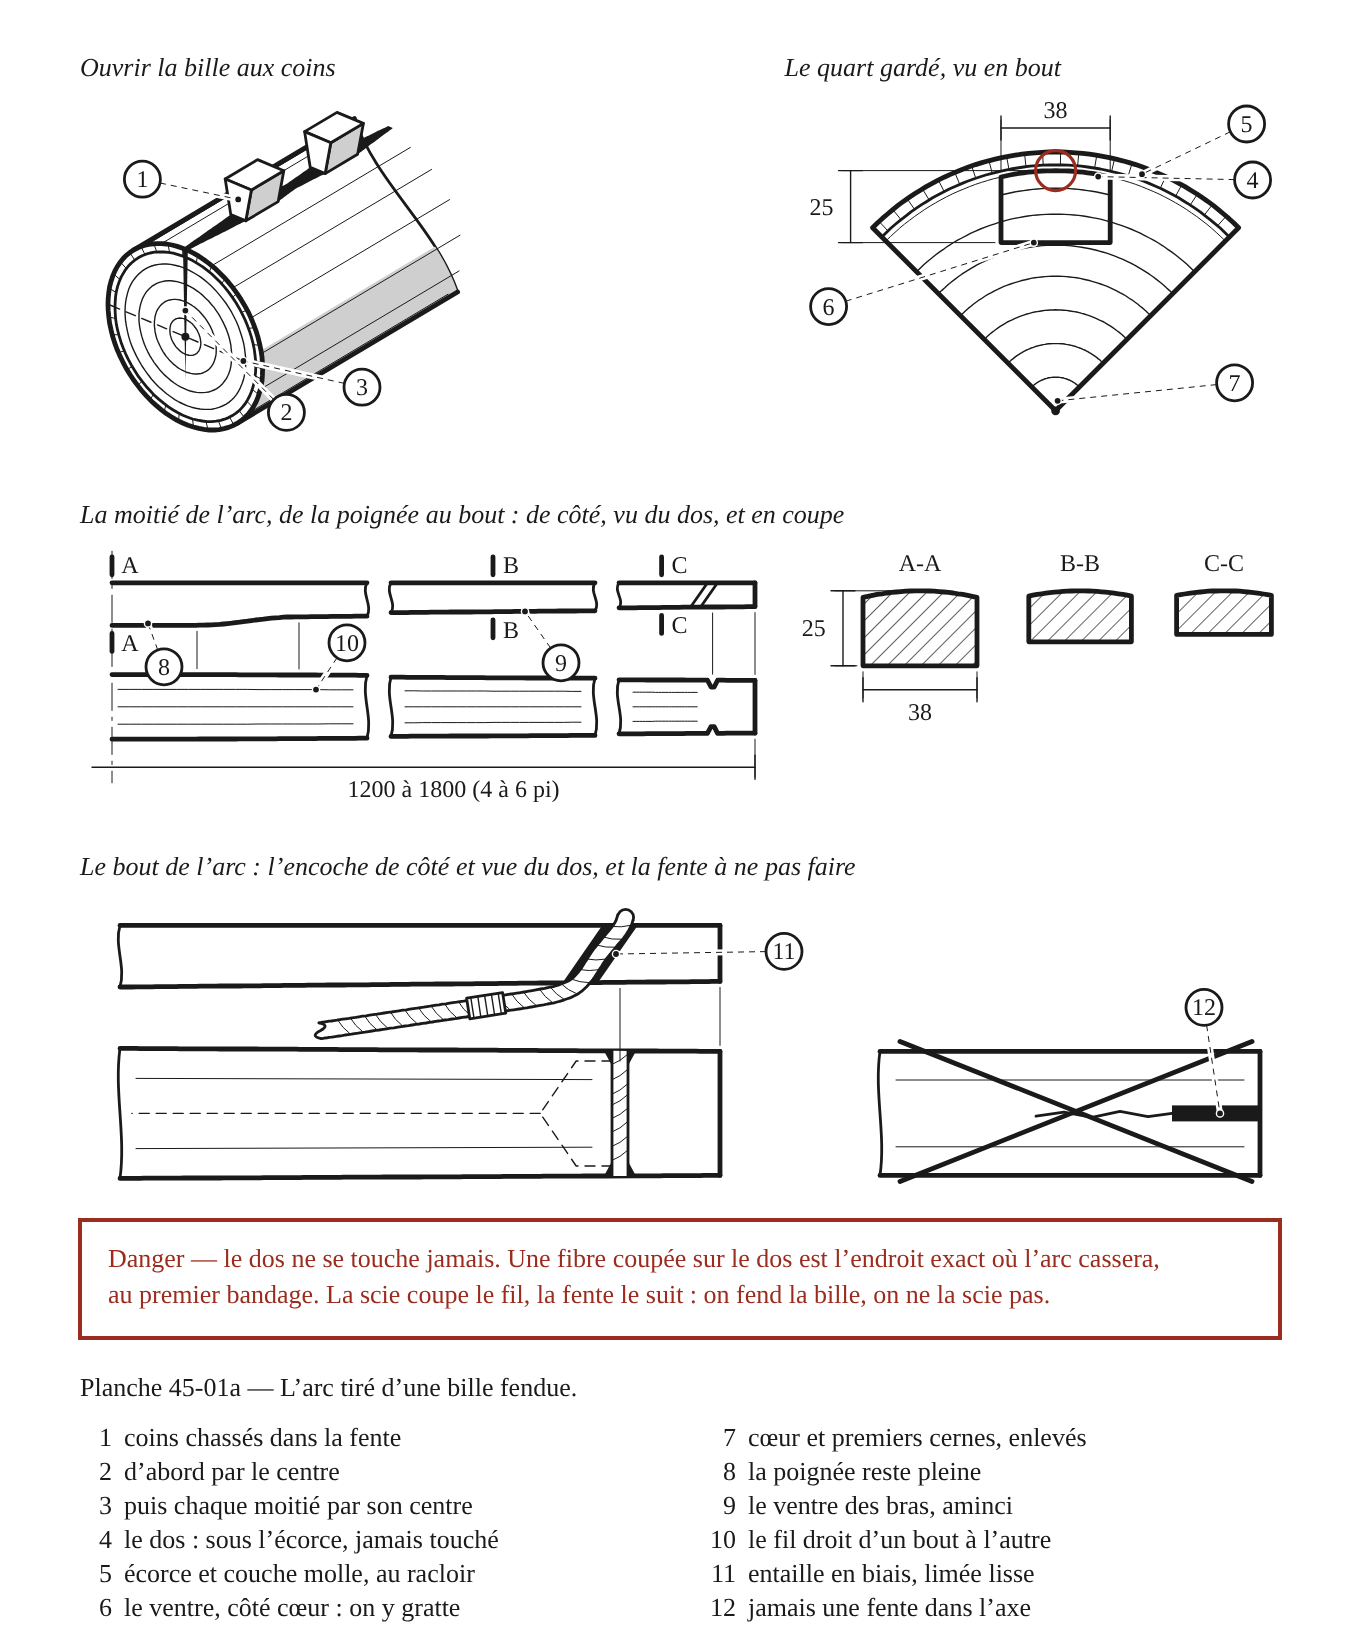 Ouvrir la bille aux coins
Le quart gardé, vu en bout
38
5
1
4
25
6
3
7
2
La moitié de l’arc, de la poignée au bout : de côté, vu du dos, et en coupe
A
B
C
A-A
B-B
C-C
A
B
C
25
10
8
9
38
1200 à 1800 (4 à 6 pi)
Le bout de l’arc : l’encoche de côté et vue du dos, et la fente à ne pas faire
11
12
Danger — le dos ne se touche jamais. Une fibre coupée sur le dos est l’endroit exact où l’arc cassera,
au premier bandage. La scie coupe le fil, la fente le suit : on fend la bille, on ne la scie pas.
Planche 45-01a — L’arc tiré d’une bille fendue.
1 coins chassés dans la fente
2 d’abord par le centre
3 puis chaque moitié par son centre
4 le dos : sous l’écorce, jamais touché
5 écorce et couche molle, au racloir
6 le ventre, côté cœur : on y gratte
7 cœur et premiers cernes, enlevés
8 la poignée reste pleine
9 le ventre des bras, aminci
10 le fil droit d’un bout à l’autre
11 entaille en biais, limée lisse
12 jamais une fente dans l’axe